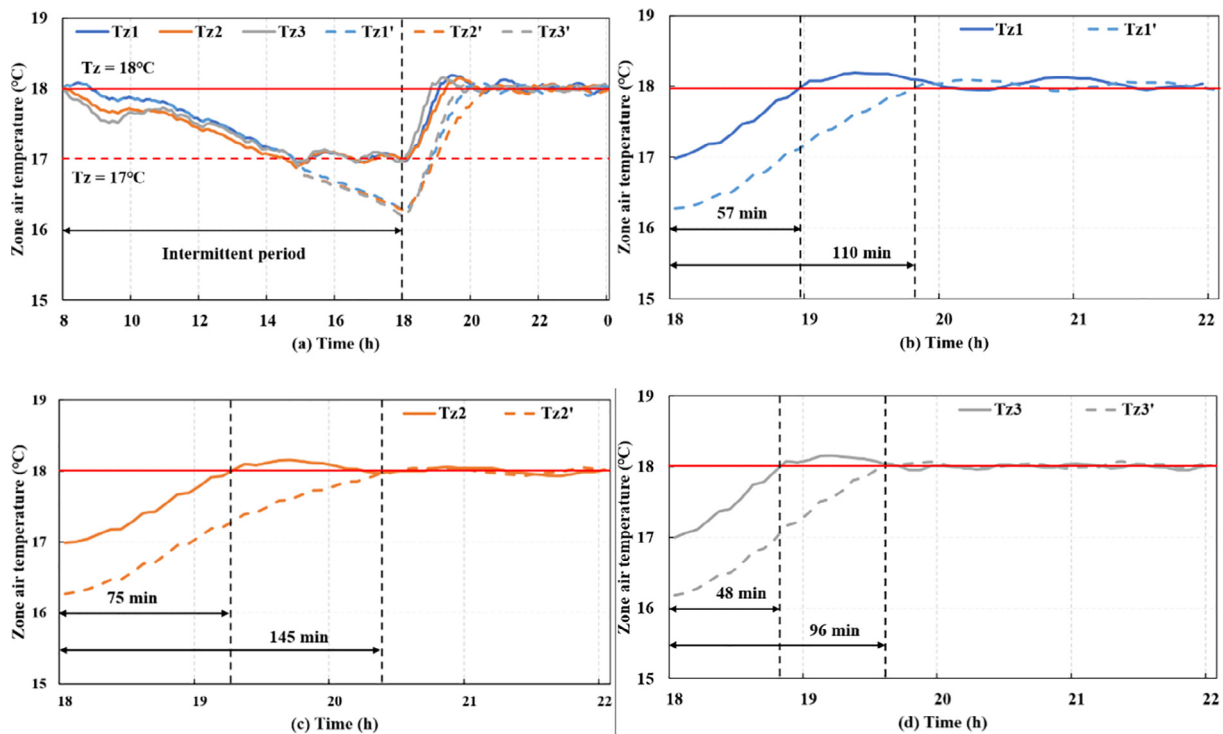 19
Tz1 Tz2 Tz3 Tz1' Tz2' Tz3'
Tz = 18℃
18
17
Tz = 17℃
16
Intermittent period
15
8 10 12 14 16 18 20 22 0
Zone air temperature (℃)
(a) Time (h)
19
Tz1 Tz1'
18
17
16
57 min
110 min
15
18 19 20 21 22
Zone air temperature (℃)
(b) Time (h)
19
Tz2 Tz2'
18
17
16
75 min
145 min
15
18 19 20 21 22
Zone air temperature (℃)
(c) Time (h)
19
Tz3 Tz3'
18
17
16
48 min
96 min
15
18 19 20 21 22
Zone air temperature (℃)
(d) Time (h)